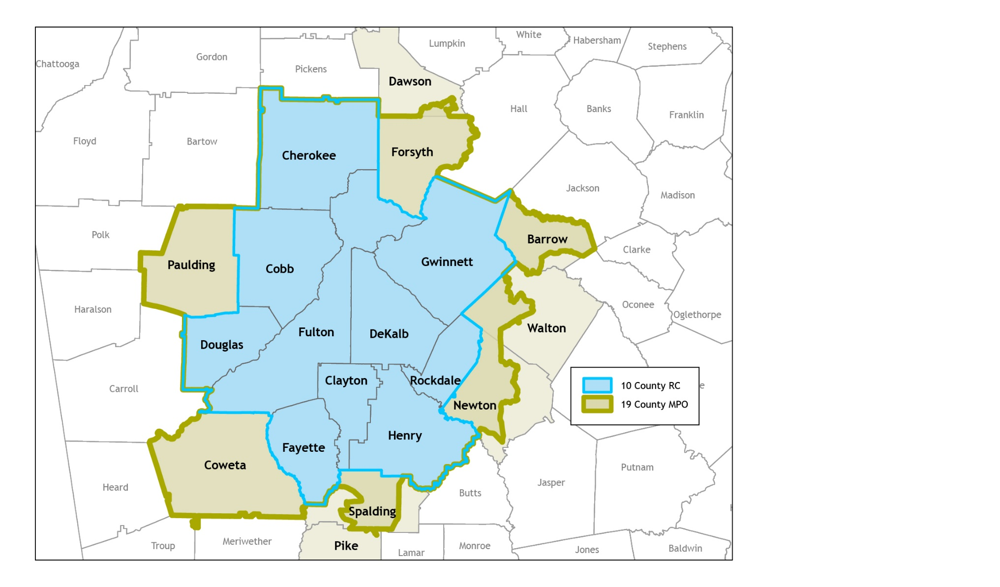 White
Habersham
Lumpkin
Stephens
Gordon
Chattooga
Pickens
Dawson
Hall
Banks
Franklin
Floyd
Bartow
Cherokee
Forsyth
Jackson
Madison
Polk
Barrow
Clarke
Paulding
Cobb
Gwinnett
Haralson
Oconee
Oglethorpe
Fulton
DeKalb
Walton
Douglas
Clayton
Rockdale
Carroll
10 County RC
e
Newton
19 County MPO
Henry
Fayette
Coweta
Putnam
Heard
Jasper
Butts
Spalding
Troup
Meriwether
Pike
Monroe
Lamar
Jones
Baldwin